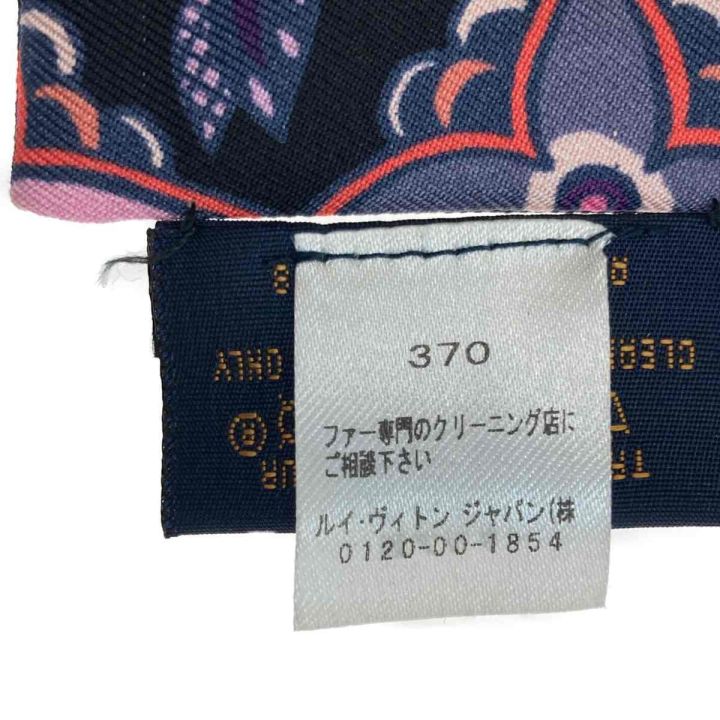 370
ファー専門のクリーニング店に
ご相談下さい
ルイ・ヴィトン ジャパン(株
0120-00-1854
ONLY
®